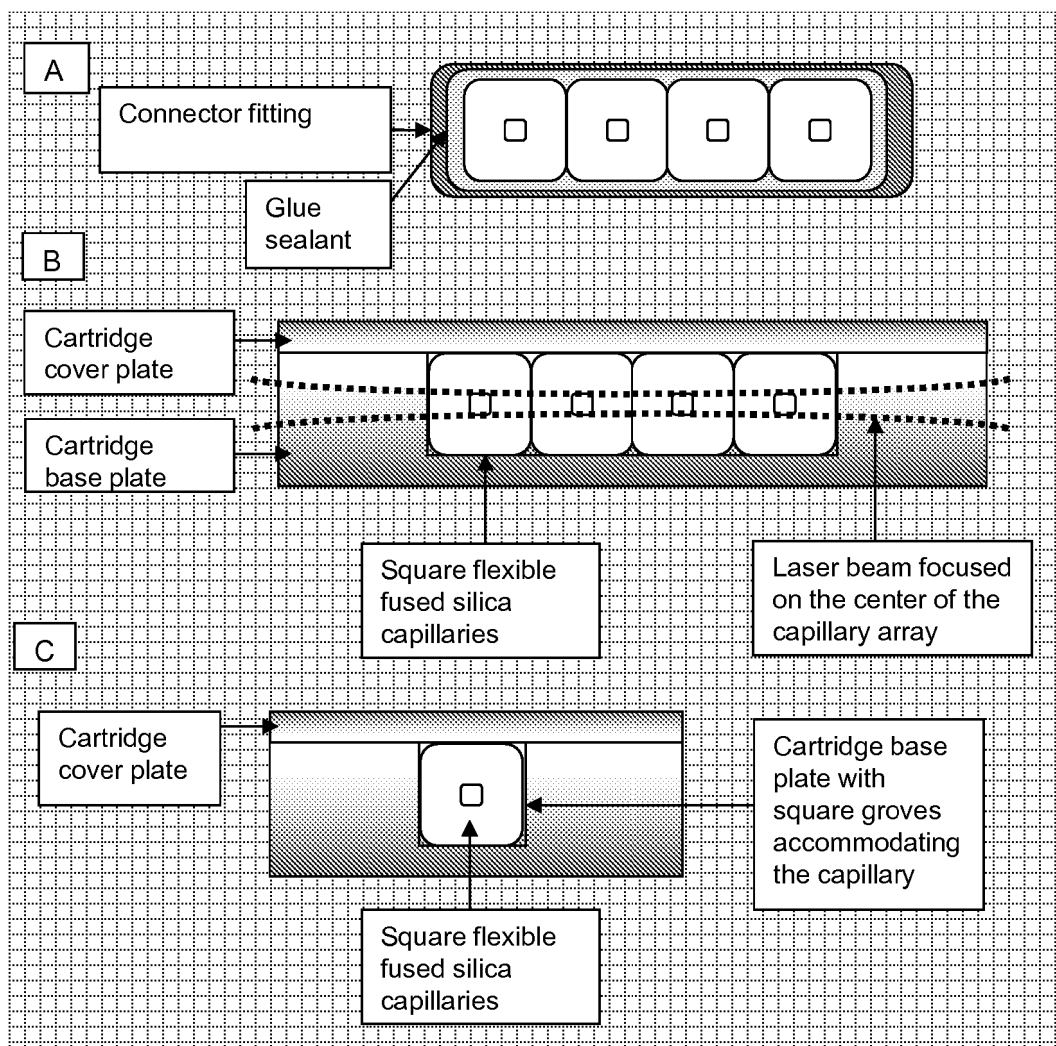 A
Connector fitting
Glue
sealant
B
Cartridge
cover plate
Cartridge
base plate
Square flexible
fused silica
capillaries
Laser beam focused
on the center of the
capillary array
C
Cartridge
cover plate
Cartridge base
plate with
square groves
accommodating
the capillary
Square flexible
fused silica
capillaries